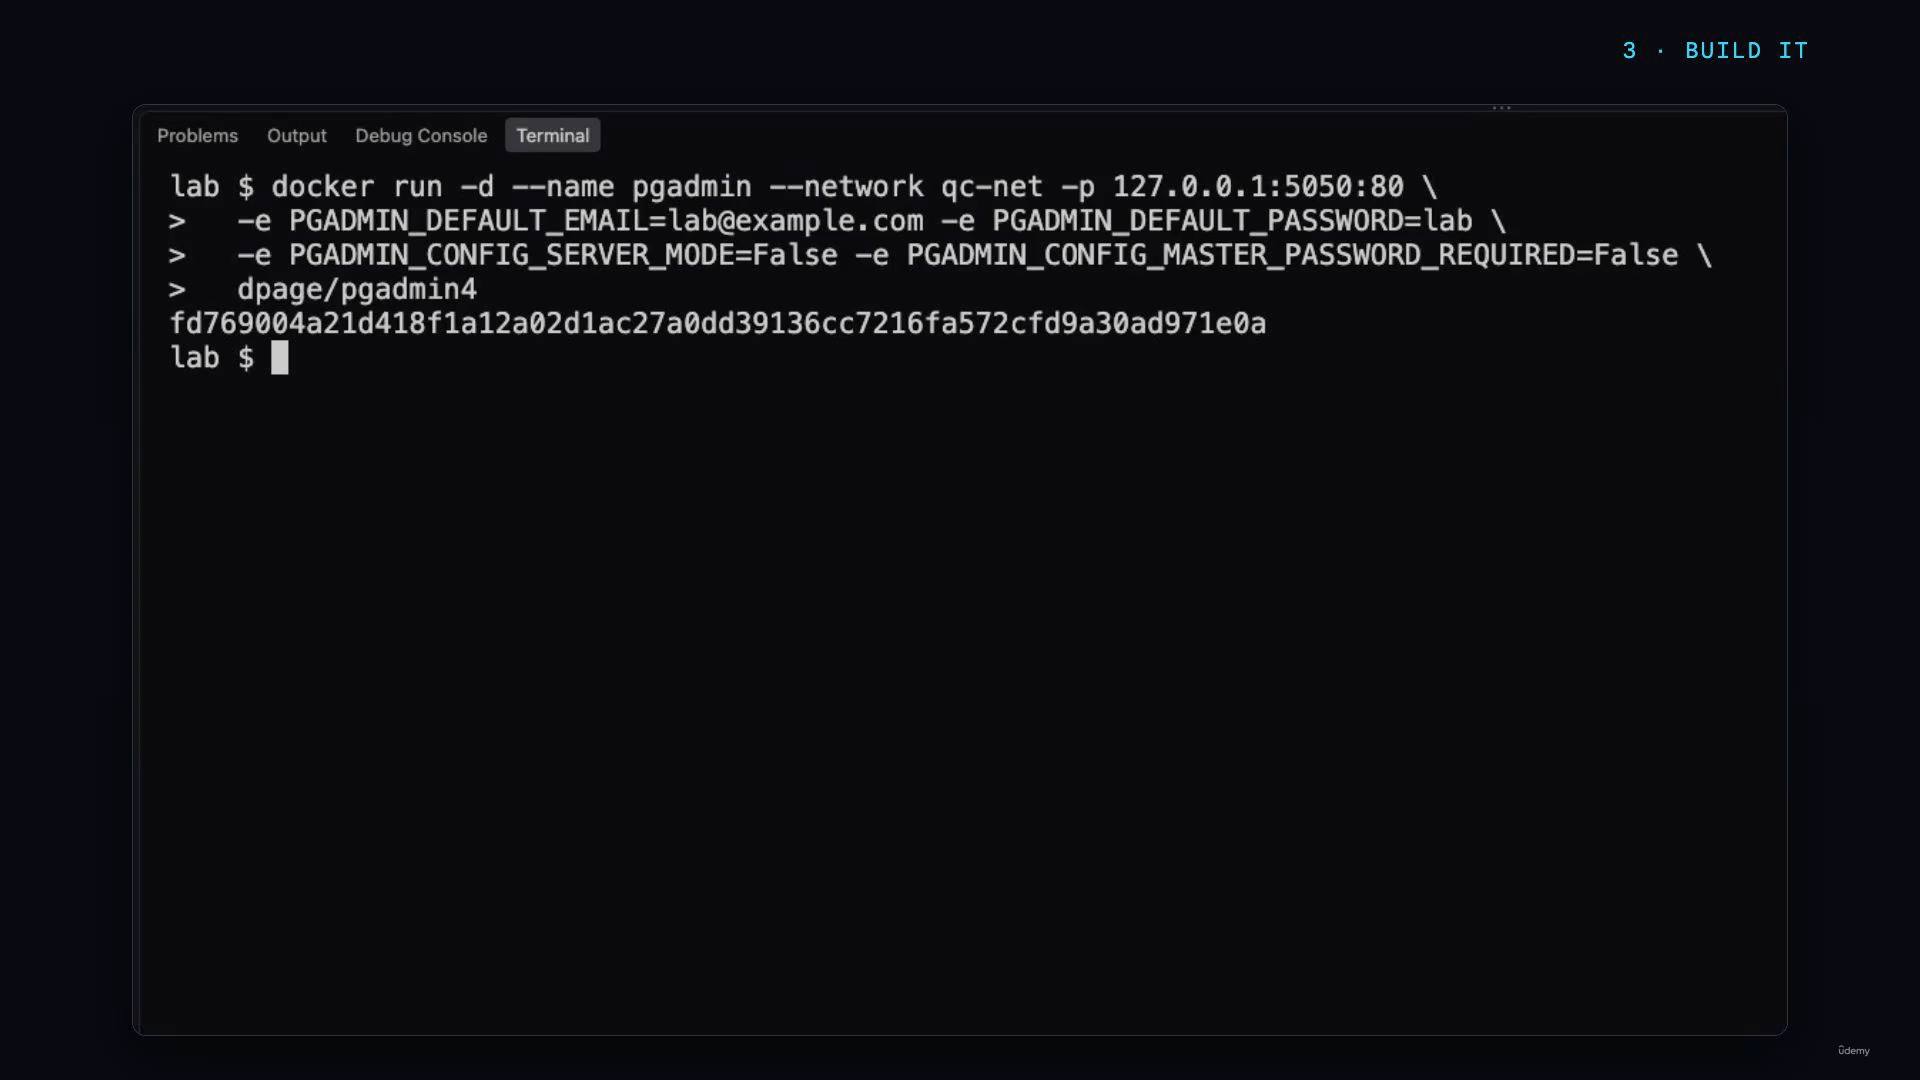 3 · BUILD IT
Problems Output Debug Console Terminal
lab $ docker run -d --name pgadmin --network qc-net -p 127.0.0.1:5050:80 \
> -e PGADMIN_DEFAULT_EMAIL=lab@example.com -e PGADMIN_DEFAULT_PASSWORD=lab \
> -e PGADMIN_CONFIG_SERVER_MODE=False -e PGADMIN_CONFIG_MASTER_PASSWORD_REQUIRED=False \
> dpage/pgadmin4
fd769004a21d418f1a12a02d1ac27a0dd39136cc7216fa572cfd9a30ad971e0a
lab $
ûdemy